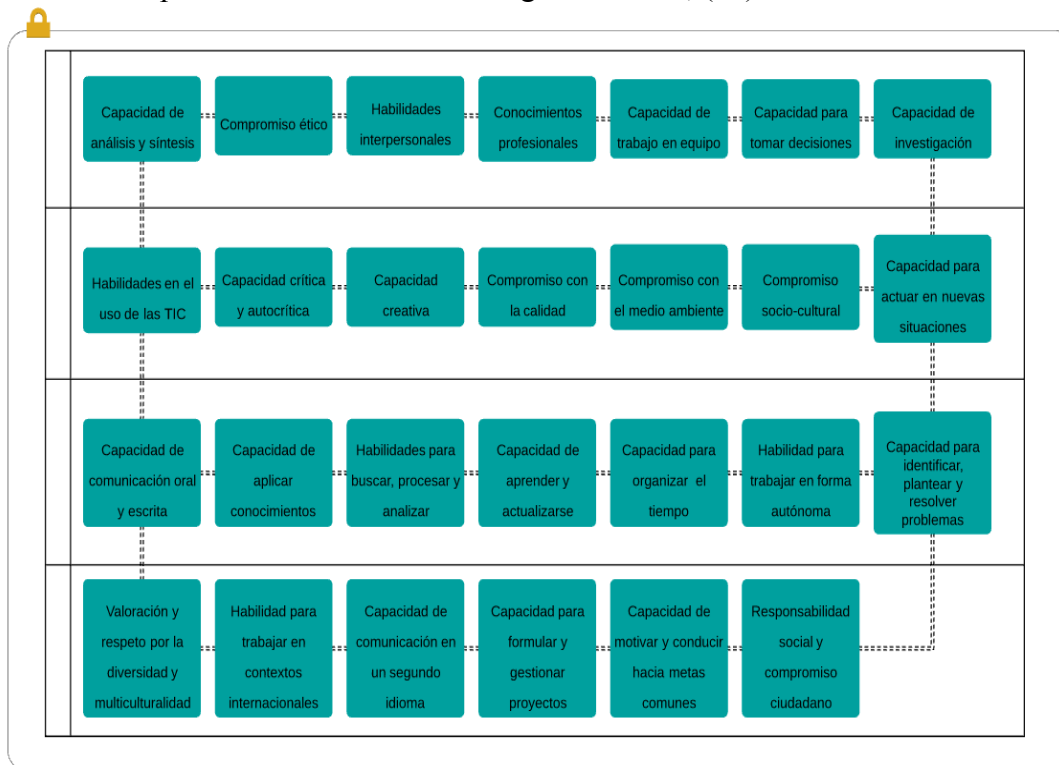 Capacidad de
análisis y síntesis
Compromiso ético
Habilidades
interpersonales
Conocimientos
profesionales
Capacidad de
trabajo en equipo
Capacidad para
tomar decisiones
Capacidad de
investigación
Habilidades en el
uso de las TIC
Capacidad crítica
y autocrítica
Capacidad
creativa
Compromiso con
la calidad
Compromiso con
el medio ambiente
Compromiso
socio-cultural
Capacidad para
actuar en nuevas
situaciones
Capacidad de
comunicación oral
y escrita
Capacidad de
aplicar
conocimientos
Habilidades para
buscar, procesar y
analizar
Capacidad de
aprender y
actualizarse
Capacidad para
organizar el
tiempo
Habilidad para
trabajar en forma
autónoma
Capacidad para
identificar,
plantear y
resolver
problemas
Valoración y
respeto por la
diversidad y
multiculturalidad
Habilidad para
trabajar en
contextos
internacionales
Capacidad de
comunicación en
un segundo
idioma
Capacidad para
formular y
gestionar
proyectos
Capacidad de
motivar y conducir
hacia metas
comunes
Responsabilidad
social y
compromiso
ciudadano